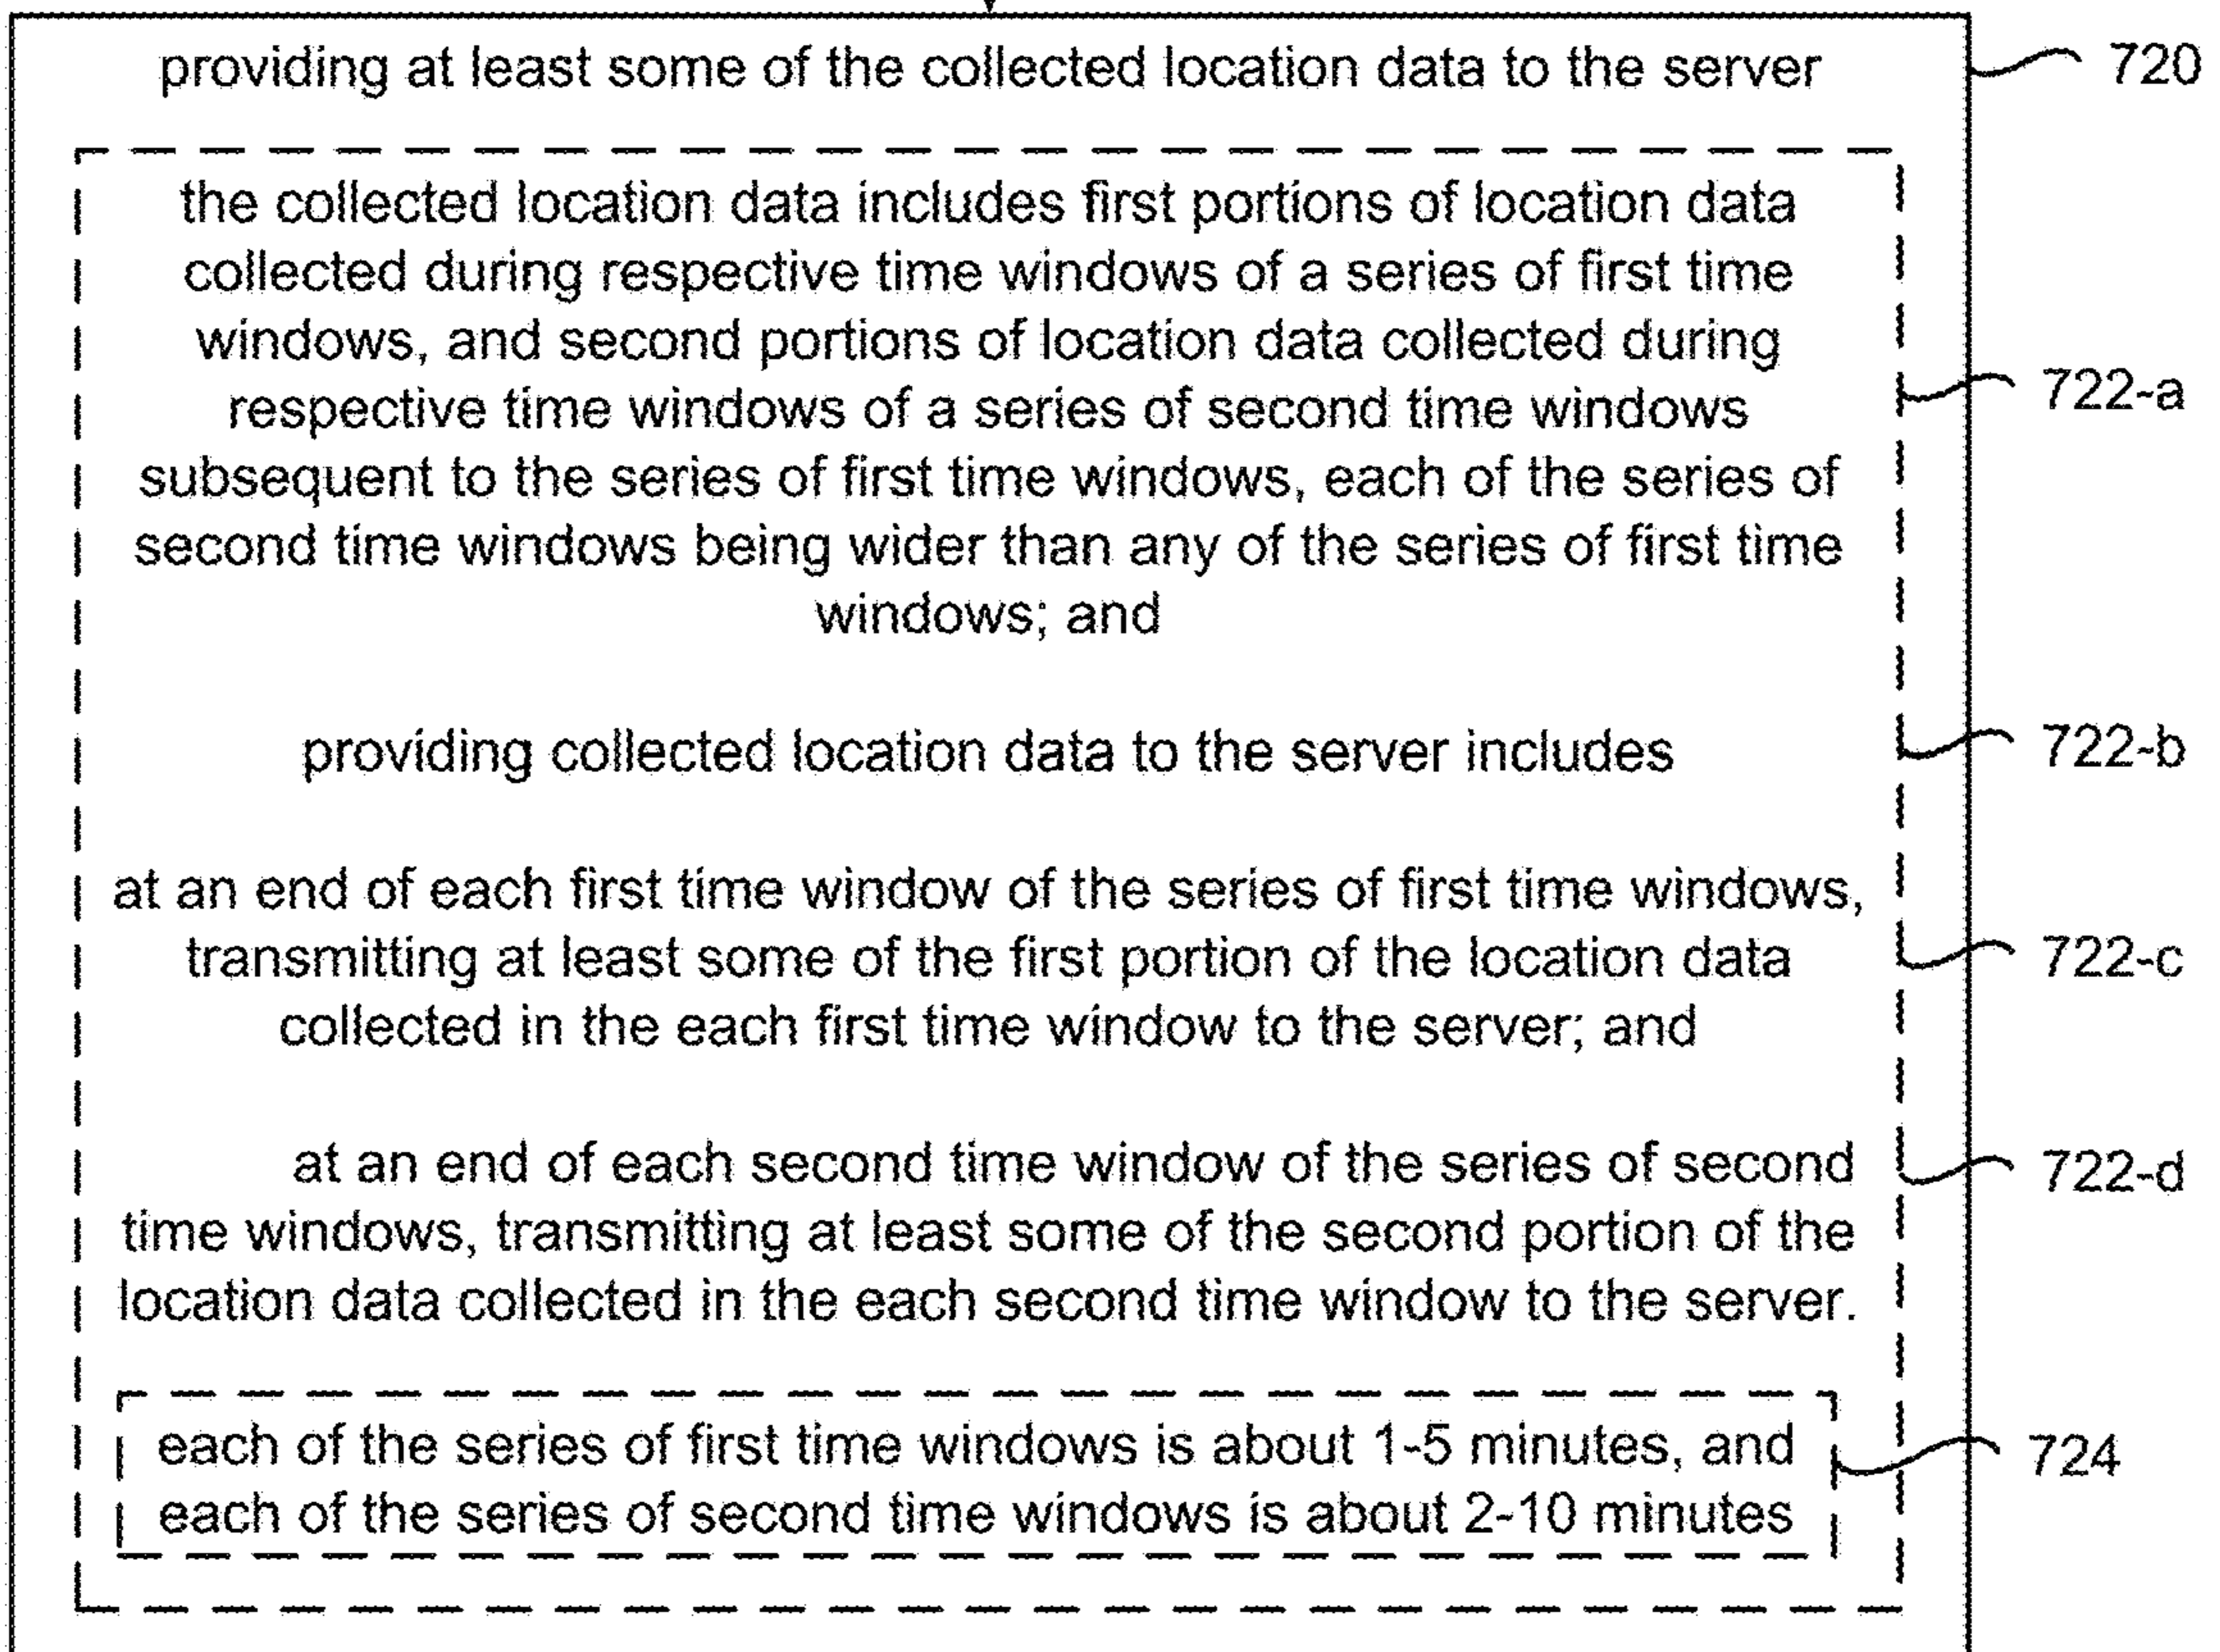 providing at least some of the collected location data to the server
720
the collected location data includes first portions of location data
collected during respective time windows of a series of first time
windows, and second portions of location data collected during
respective time windows of a series of second time windows
722-a
subsequent to the series of first time windows, each of the series of
second time windows being wider than any of the series of first time
windows; and
providing collected location data to the server includes
722-b
at an end of each first time window of the series of first time windows,
transmitting at least some of the first portion of the location data
722-c
collected in the each first time window to the server; and
at an end of each second time window of the series of second
722-d
time windows, transmitting at least some of the second portion of the
location data collected in the each second time window to the server.
each of the series of first time windows is about 1-5 minutes, and
724
each of the series of second time windows is about 2-10 minutes